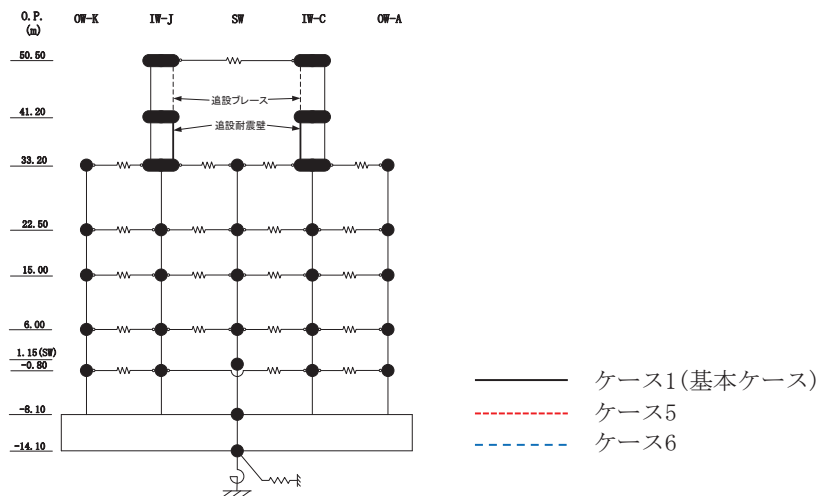 O.P.
(m)
OW-K
IW-J
SW
IW-C
OW-A
50.50
追設ブレース
41.20
追設耐震壁
33.20
22.50
15.00
6.00
1.15(SW)
-0.80
-8.10
-14.10
ケース1(基本ケース)
ケース5
ケース6